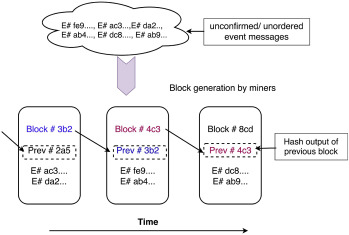 E# fe9...., E# ac3...,E# da2..,
E# ab4..., E# dc8...., E# ab9...
unconfirmed/ unordered
event messages
Block generation by miners
Block # 3b2
Block # 4c3
Block # 8cd
Prev # 2a5
Prev # 3b2
Prev # 4c3
Hash output of
previous block
E# ac3....
E# da2...
E# fe9....
E# ab4...
E# dc8....
E# ab9...
Time